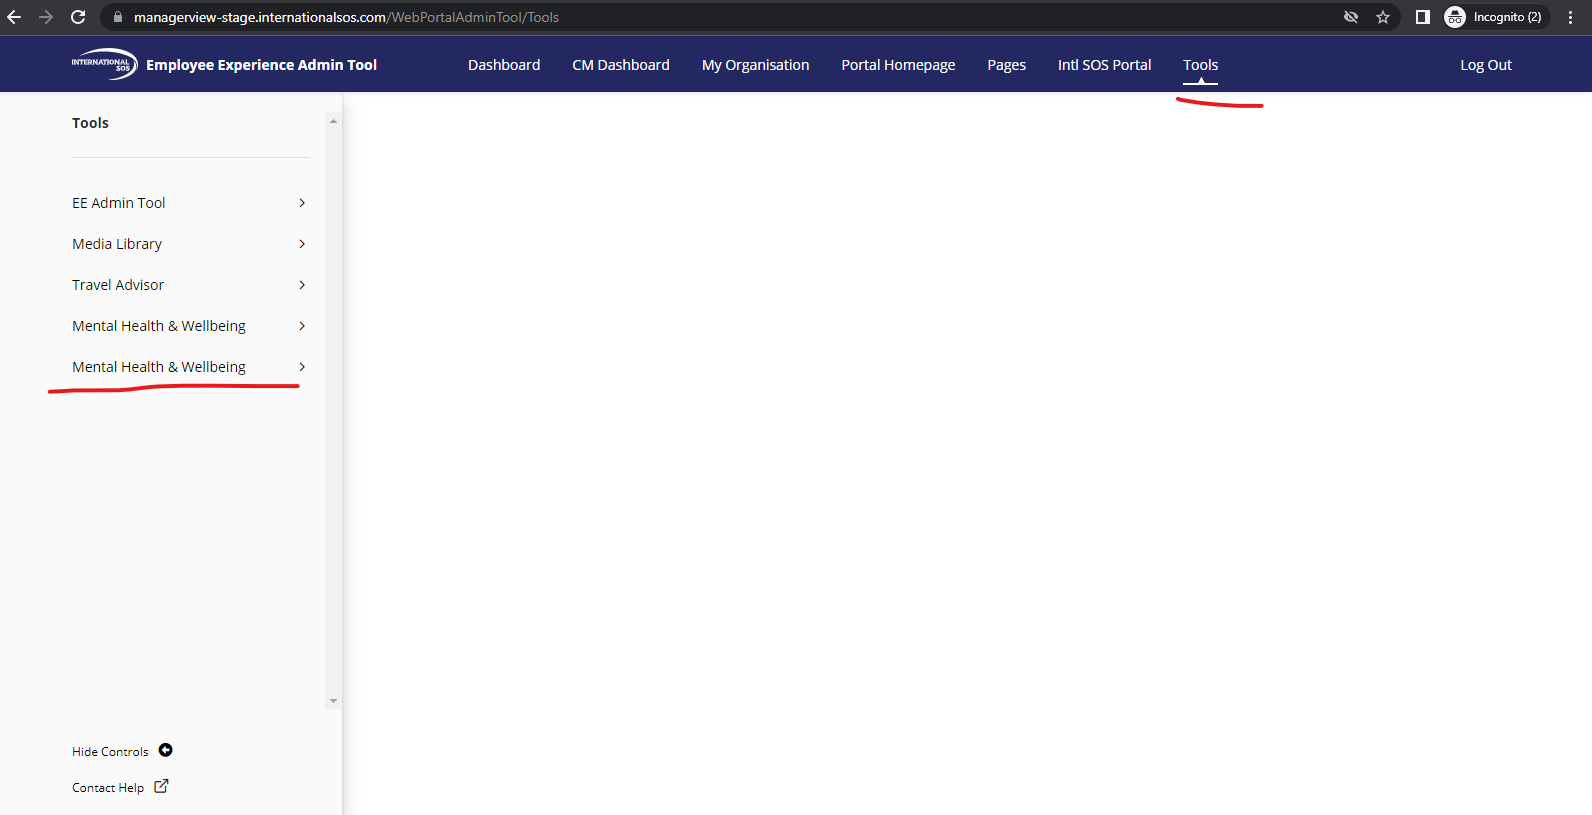 managerview-stage.internationalsos.com/WebPortalAdminTool/Tools
Incognito (2)
INTERNATIONAL
SOS
Employee Experience Admin Tool
Dashboard
CM Dashboard
My Organisation
Portal Homepage
Pages
Intl SOS Portal
Tools
Log Out
Tools
EE Admin Tool
Media Library
Travel Advisor
Mental Health & Wellbeing
Mental Health & Wellbeing
Hide Controls
Contact Help